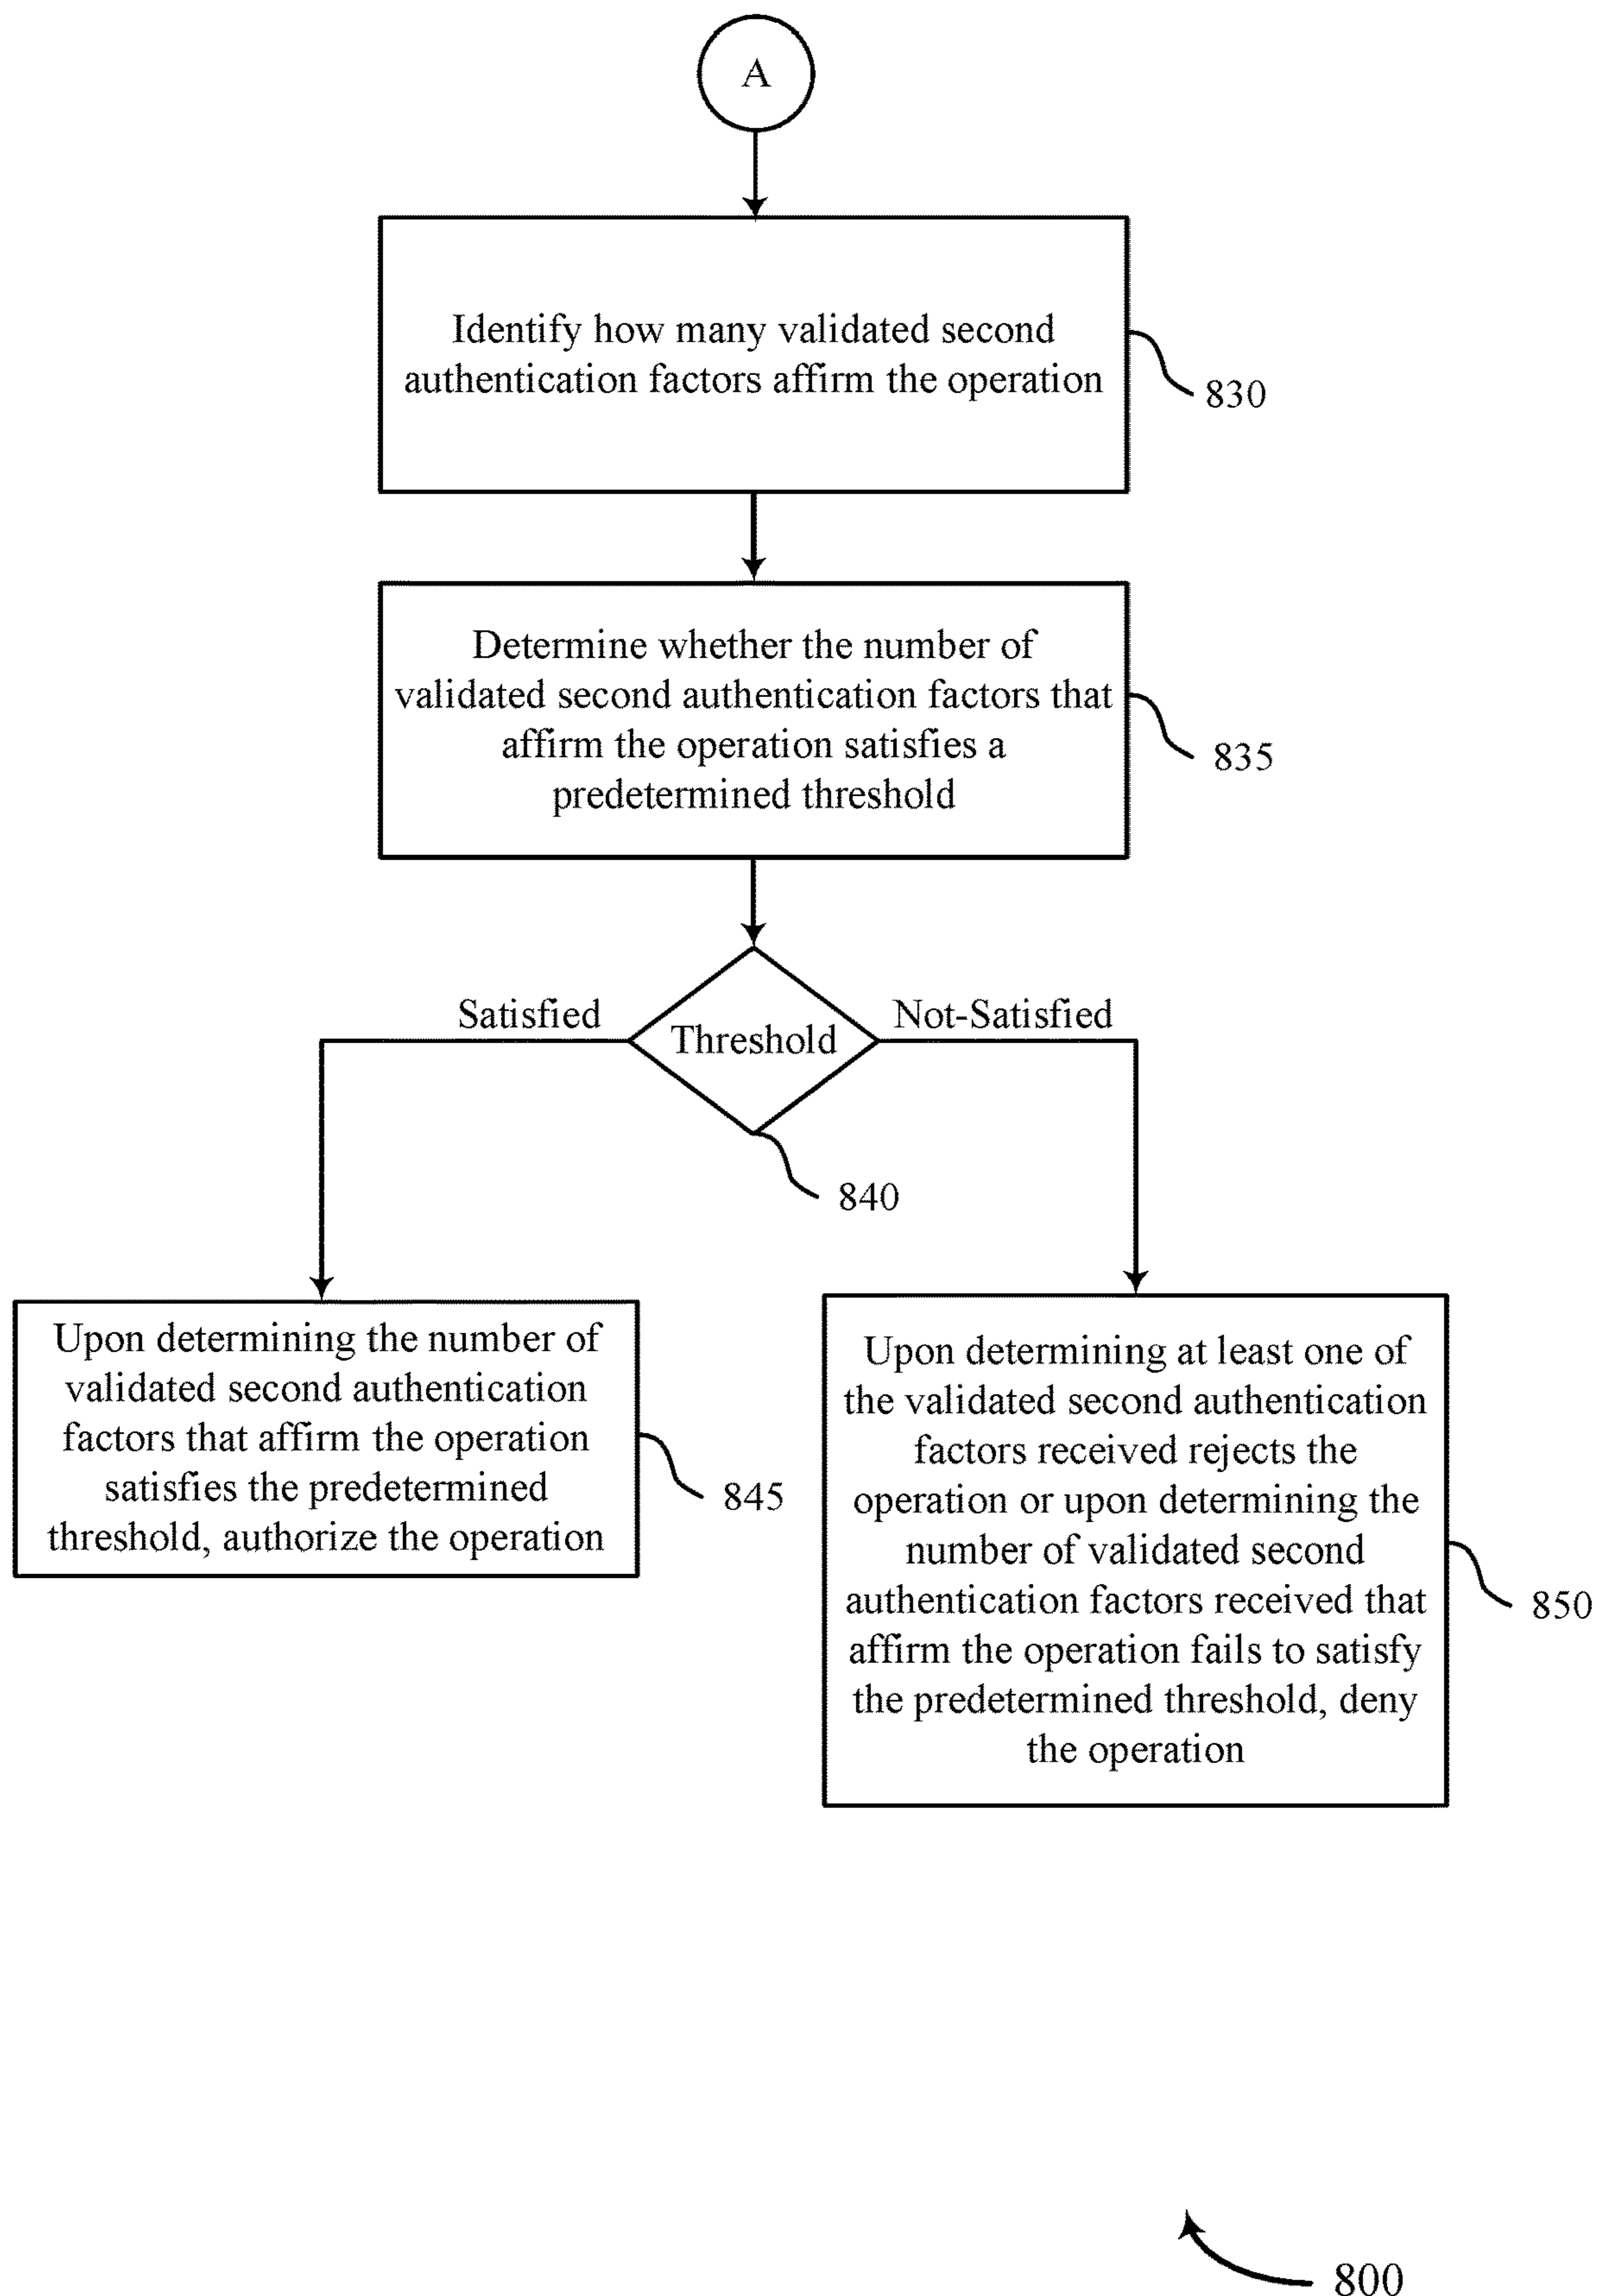 A
Identify how many validated second
authentication factors affirm the operation
830
Determine whether the number of
validated second authentication factors that
affirm the operation satisfies a
predetermined threshold
835
Satisfied
Threshold
Not-Satisfied
840
Upon determining the number of
validated second authentication
factors that affirm the operation
satisfies the predetermined
threshold, authorize the operation
845
Upon determining at least one of
the validated second authentication
factors received rejects the
operation or upon determining the
number of validated second
authentication factors received that
affirm the operation fails to satisfy
the predetermined threshold, deny
the operation
850
800